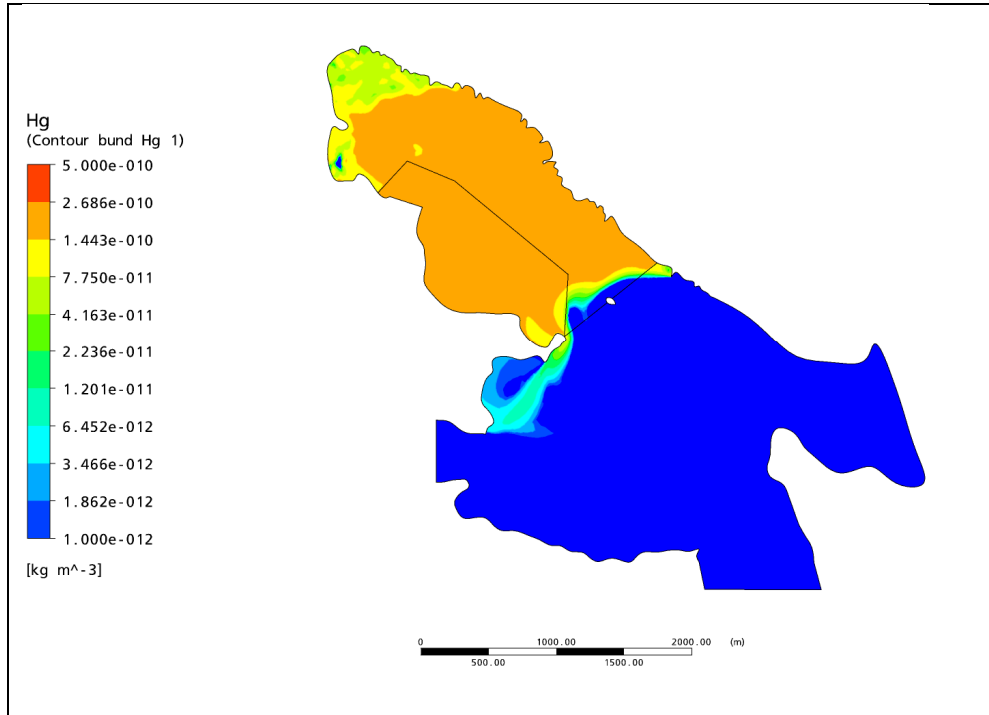 Hg
(Contour bund Hg 1)
5.000e-010
2.686e-010
1.443e-010
7.750e-011
4.163e-011
2.236e-011
1.201e-011
6.452e-012
3.466e-012
1.862e-012
1.000e-012
[kg m^-3]
0 1000.00 2000.00 (m)
500.00 1500.00